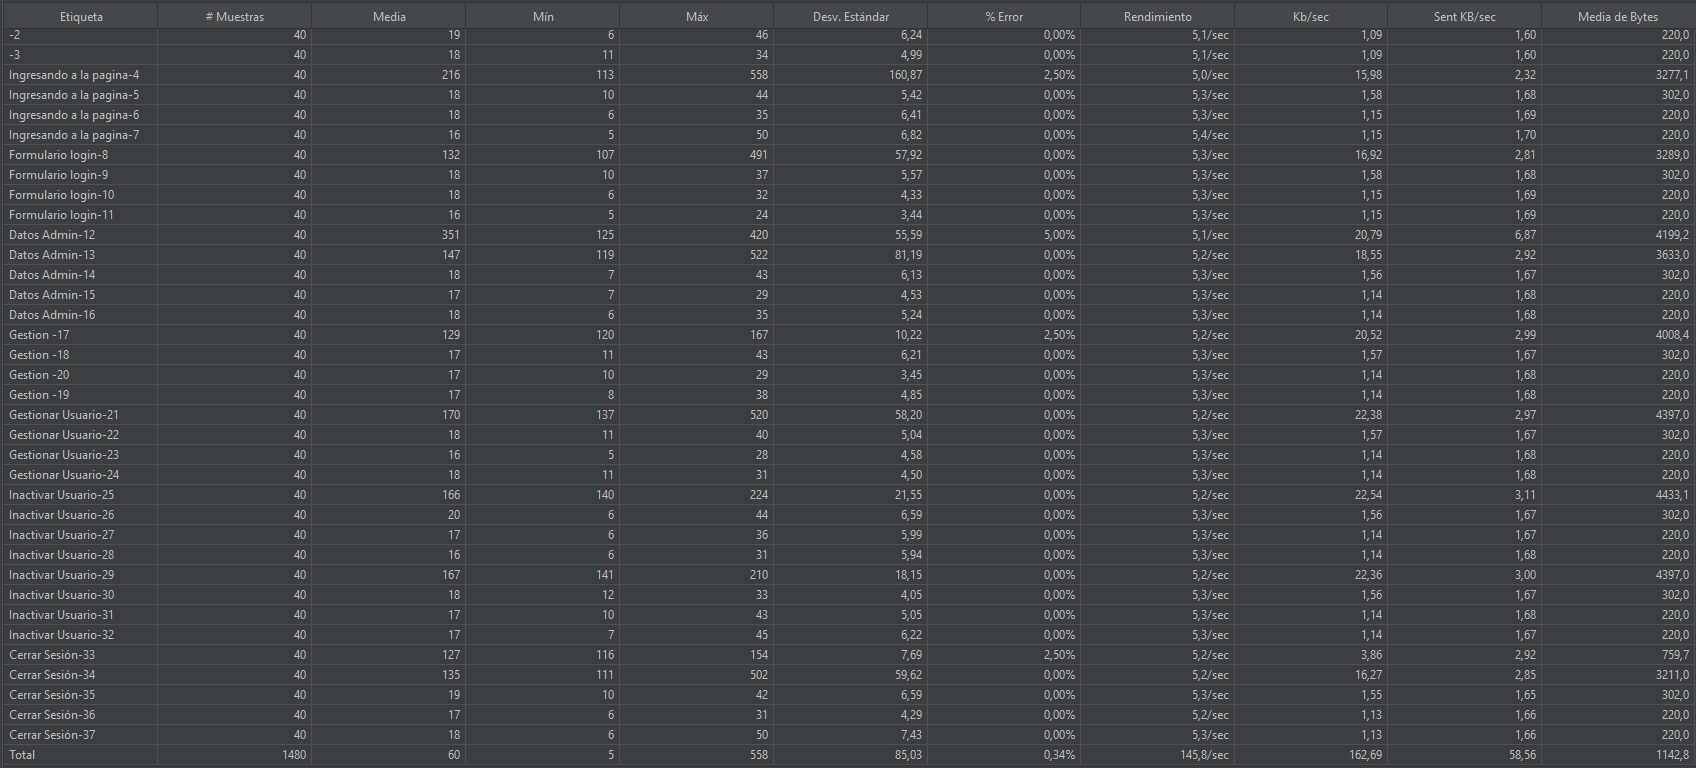 Etiqueta # Muestras Media Mín Máx Desv. Estándar % Error Rendimiento Kb/sec Sent KB/sec Media de Bytes
-2 40 19 6 46 6,24 0,00% 5,1/sec 1,09 1,60 220,0
-3 40 18 11 34 4,99 0,00% 5,1/sec 1,09 1,60 220,0
Ingresando a la pagina-4 40 216 113 558 160,87 2,50% 5,0/sec 15,98 2,32 3277,1
Ingresando a la pagina-5 40 18 10 44 5,42 0,00% 5,3/sec 1,58 1,68 302,0
Ingresando a la pagina-6 40 18 6 35 6,41 0,00% 5,3/sec 1,15 1,69 220,0
Ingresando a la pagina-7 40 16 5 50 6,82 0,00% 5,4/sec 1,15 1,70 220,0
Formulario login-8 40 132 107 491 57,92 0,00% 5,3/sec 16,92 2,81 3289,0
Formulario login-9 40 18 10 37 5,57 0,00% 5,3/sec 1,58 1,68 302,0
Formulario login-10 40 18 6 32 4,33 0,00% 5,3/sec 1,15 1,69 220,0
Formulario login-11 40 16 5 24 3,44 0,00% 5,3/sec 1,15 1,69 220,0
Datos Admin-12 40 351 125 420 55,59 5,00% 5,1/sec 20,79 6,87 4199,2
Datos Admin-13 40 147 119 522 81,19 0,00% 5,2/sec 18,55 2,92 3633,0
Datos Admin-14 40 18 7 43 6,13 0,00% 5,3/sec 1,56 1,67 302,0
Datos Admin-15 40 17 7 29 4,53 0,00% 5,3/sec 1,14 1,68 220,0
Datos Admin-16 40 18 6 35 5,24 0,00% 5,3/sec 1,14 1,68 220,0
Gestion -17 40 129 120 167 10,22 2,50% 5,2/sec 20,52 2,99 4008,4
Gestion -18 40 17 11 43 6,21 0,00% 5,3/sec 1,57 1,67 302,0
Gestion -20 40 17 10 29 3,45 0,00% 5,3/sec 1,14 1,68 220,0
Gestion -19 40 17 8 38 4,85 0,00% 5,3/sec 1,14 1,68 220,0
Gestionar Usuario-21 40 170 137 520 58,20 0,00% 5,2/sec 22,38 2,97 4397,0
Gestionar Usuario-22 40 18 11 40 5,04 0,00% 5,3/sec 1,57 1,67 302,0
Gestionar Usuario-23 40 16 5 28 4,58 0,00% 5,3/sec 1,14 1,68 220,0
Gestionar Usuario-24 40 18 11 31 4,50 0,00% 5,3/sec 1,14 1,68 220,0
Inactivar Usuario-25 40 166 140 224 21,55 0,00% 5,2/sec 22,54 3,11 4433,1
Inactivar Usuario-26 40 20 6 44 6,59 0,00% 5,3/sec 1,56 1,67 302,0
Inactivar Usuario-27 40 17 6 36 5,99 0,00% 5,3/sec 1,14 1,67 220,0
Inactivar Usuario-28 40 16 6 31 5,94 0,00% 5,3/sec 1,14 1,68 220,0
Inactivar Usuario-29 40 167 141 210 18,15 0,00% 5,2/sec 22,36 3,00 4397,0
Inactivar Usuario-30 40 18 12 33 4,05 0,00% 5,3/sec 1,56 1,67 302,0
Inactivar Usuario-31 40 17 10 43 5,05 0,00% 5,3/sec 1,14 1,68 220,0
Inactivar Usuario-32 40 17 7 45 6,22 0,00% 5,3/sec 1,14 1,67 220,0
Cerrar Sesión-33 40 127 116 154 7,69 2,50% 5,2/sec 3,86 2,92 759,7
Cerrar Sesión-34 40 135 111 502 59,62 0,00% 5,2/sec 16,27 2,85 3211,0
Cerrar Sesión-35 40 19 10 42 6,59 0,00% 5,3/sec 1,55 1,65 302,0
Cerrar Sesión-36 40 17 6 31 4,29 0,00% 5,2/sec 1,13 1,66 220,0
Cerrar Sesión-37 40 18 6 50 7,43 0,00% 5,3/sec 1,13 1,66 220,0
Total 1480 60 5 558 85,03 0,34% 145,8/sec 162,69 58,56 1142,8